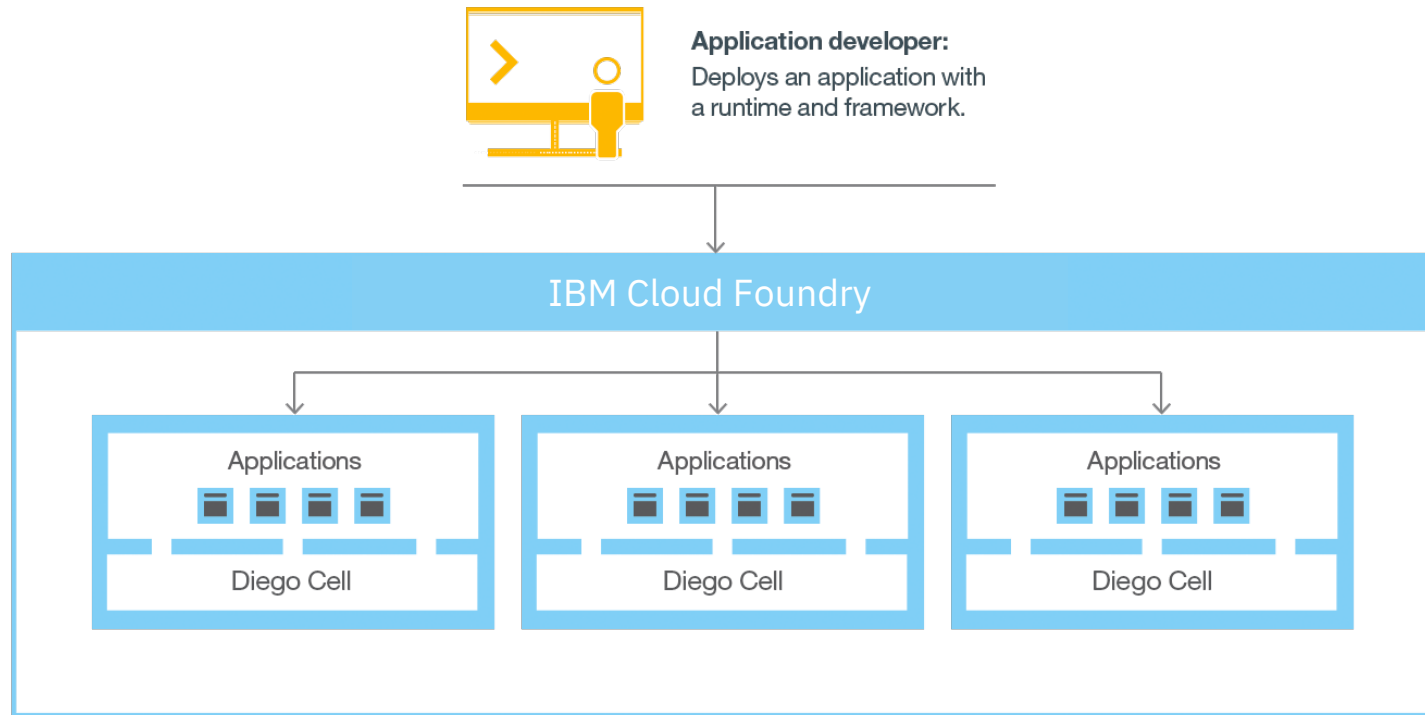 Application developer:
Deploys an application with
a runtime and framework.
IBM Cloud Foundry
Applications
Applications
Applications
Diego Cell
Diego Cell
Diego Cell